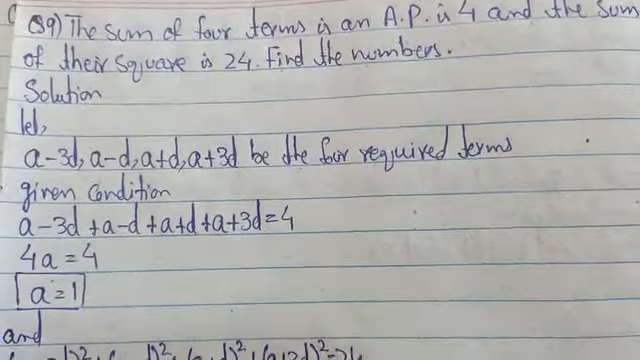 Q9) The sum of four terms is an A.P. is 4 and the sum
of their square is 24. Find the numbers.
Solution
let,
a-3d, a-d, a+d, a+3d be the four required terms
given condition
a-3d+a-d+a+d+a+3d=4
4a=4
a=1
and